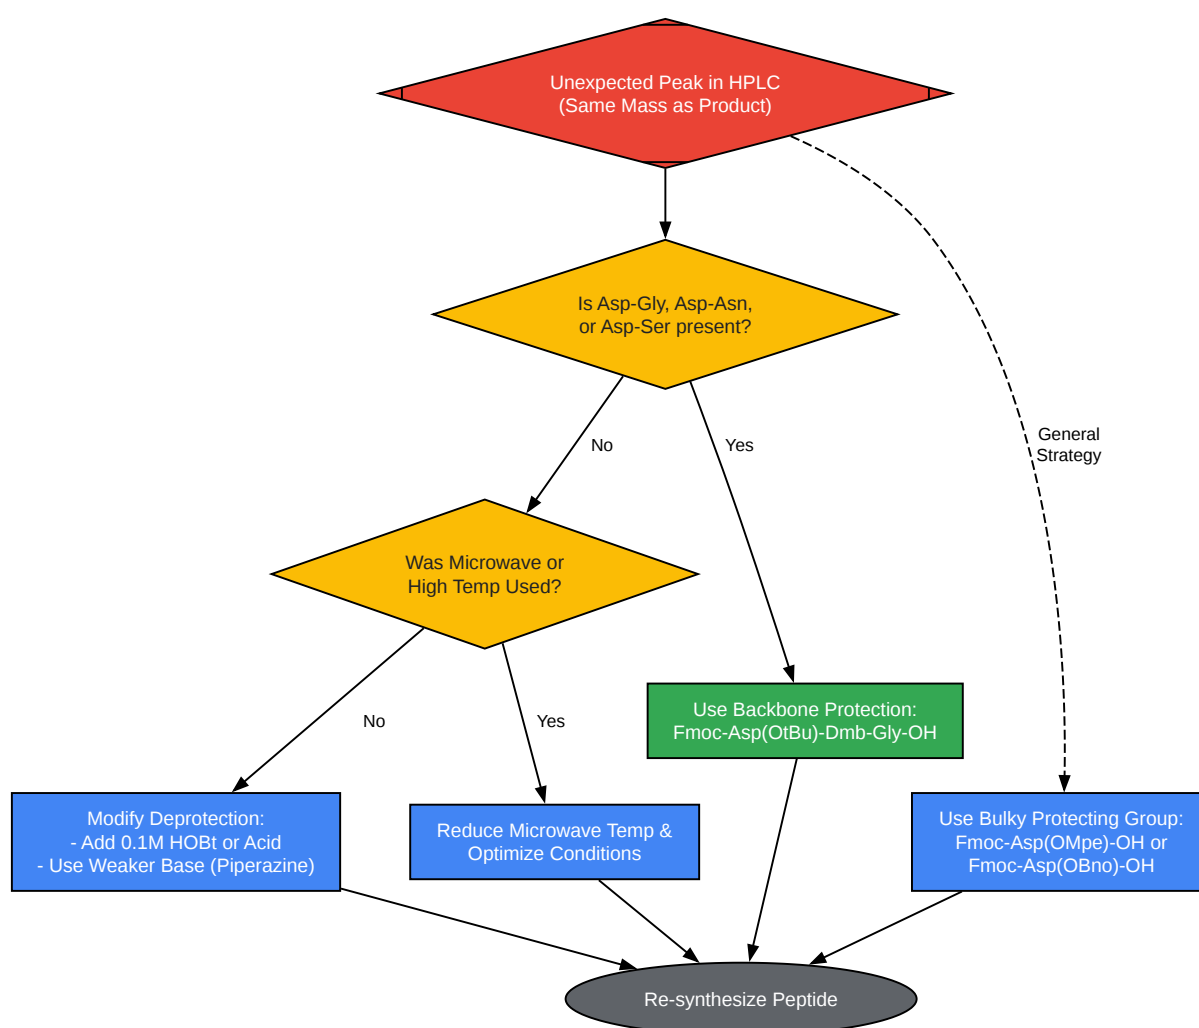 Unexpected Peak in HPLC
(Same Mass as Product)
Is Asp-Gly, Asp-Asn,
or Asp-Ser present?
General
Strategy
No
Yes
Was Microwave or
High Temp Used?
No
Yes
Use Backbone Protection:
Fmoc-Asp(OtBu)-Dmb-Gly-OH
Modify Deprotection:
- Add 0.1M HOBt or Acid
- Use Weaker Base (Piperazine)
Reduce Microwave Temp &
Optimize Conditions
Use Bulky Protecting Group:
Fmoc-Asp(OMpe)-OH or
Fmoc-Asp(OBno)-OH
Re-synthesize Peptide